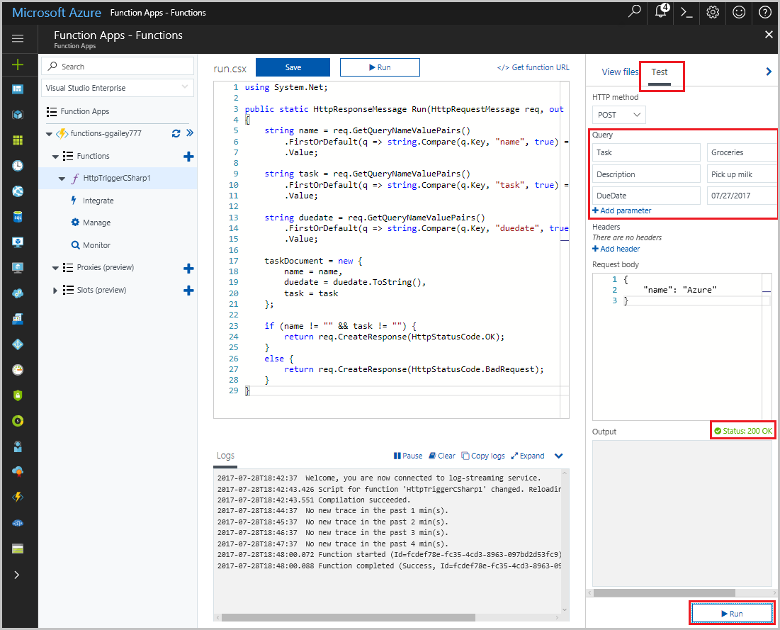 Microsoft Azure Function Apps - Functions
4
Function Apps - Functions
Function Apps
Search
Visual Studio Enterprise
Function Apps
functions-ggailey777
Functions
HttpTriggerCSharp1
Integrate
Manage
Monitor
Proxies (preview)
Slots (preview)
run.csx
Save
Run
</> Get function URL
1 using System.Net;
2
3 public static HttpResponseMessage Run(HttpRequestMessage req, out
4 {
5 string name = req.GetQueryNameValuePairs()
6 .FirstOrDefault(q => string.Compare(q.Key, "name", true) =
7 .Value;
8
9 string task = req.GetQueryNameValuePairs()
10 .FirstOrDefault(q => string.Compare(q.Key, "task", true) =
11 .Value;
12
13 string duedate = req.GetQueryNameValuePairs()
14 .FirstOrDefault(q => string.Compare(q.Key, "duedate", true
15 .Value;
16
17 taskDocument = new {
18 name = name,
19 duedate = duedate.ToString(),
20 task = task
21 };
22
23 if (name != "" && task != "") {
24 return req.CreateResponse(HttpStatusCode.OK);
25 }
26 else {
27 return req.CreateResponse(HttpStatusCode.BadRequest);
28 }
29 }
Logs
Pause
Clear
Copy logs
Expand
2017-07-28T18:42:37 Welcome, you are now connected to log-streaming service.
2017-07-28T18:42:43.426 Script for function 'HttpTriggerCSharp1' changed. Reloadin
2017-07-28T18:42:43.551 Compilation succeeded.
2017-07-28T18:44:37 No new trace in the past 1 min(s).
2017-07-28T18:45:37 No new trace in the past 2 min(s).
2017-07-28T18:46:37 No new trace in the past 3 min(s).
2017-07-28T18:47:37 No new trace in the past 4 min(s).
2017-07-28T18:48:00.072 Function started (Id=fcdef78e-fc35-4cd3-8963-097bd2d53fc9)
2017-07-28T18:48:00.088 Function completed (Success, Id=fcdef78e-fc35-4cd3-8963-09
View files
Test
HTTP method
POST
Query
Task Groceries
Description Pick up milk
DueDate 07/27/2017
Add parameter
Headers
There are no headers
Add header
Request body
1 {
2 "name": "Azure"
3 }
Output
Status: 200 OK
Run